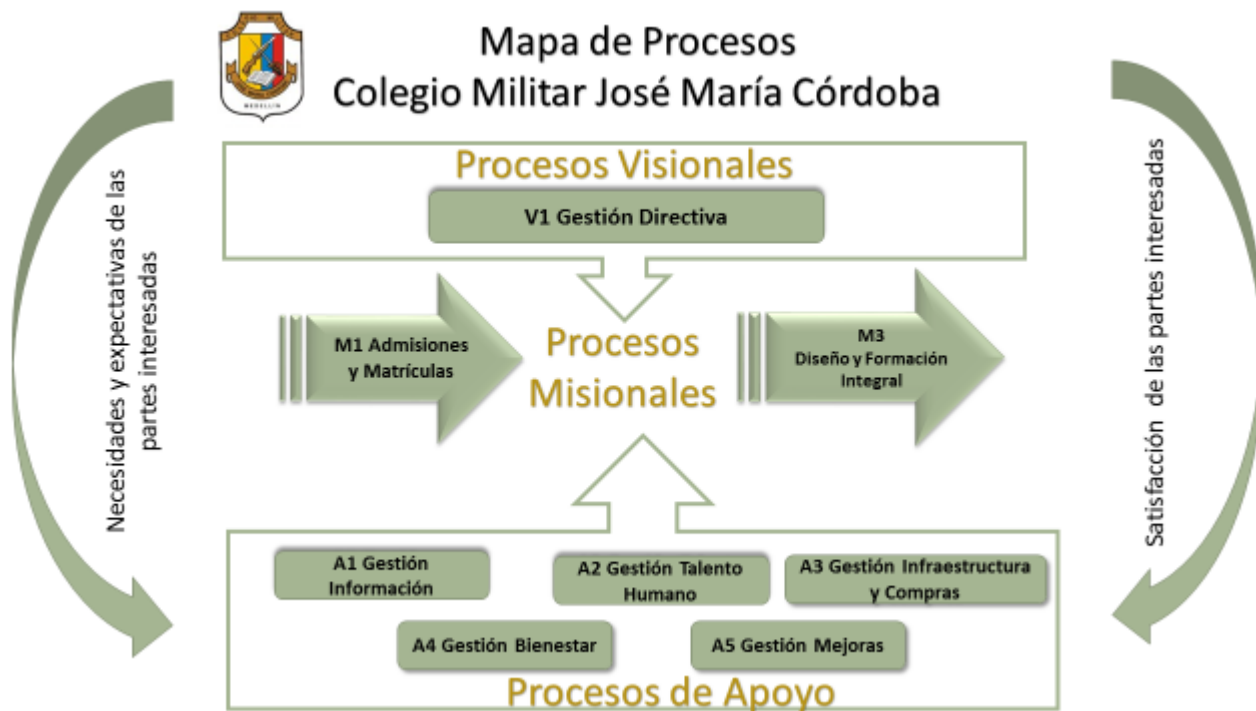 Mapa de Procesos
Colegio Militar José María Córdoba
MEDELLIN
Necesidades y expectativas de las
partes interesadas
Procesos Visionales
V1 Gestión Directiva
M1 Admisiones
y Matrículas
Procesos
Misionales
M3
Diseño y Formación
Integral
Satisfacción de las partes interesadas
A1 Gestión
Información
A2 Gestión Talento
Humano
A3 Gestión Infraestructura
y Compras
A4 Gestión Bienestar
A5 Gestión Mejoras
Procesos de Apoyo